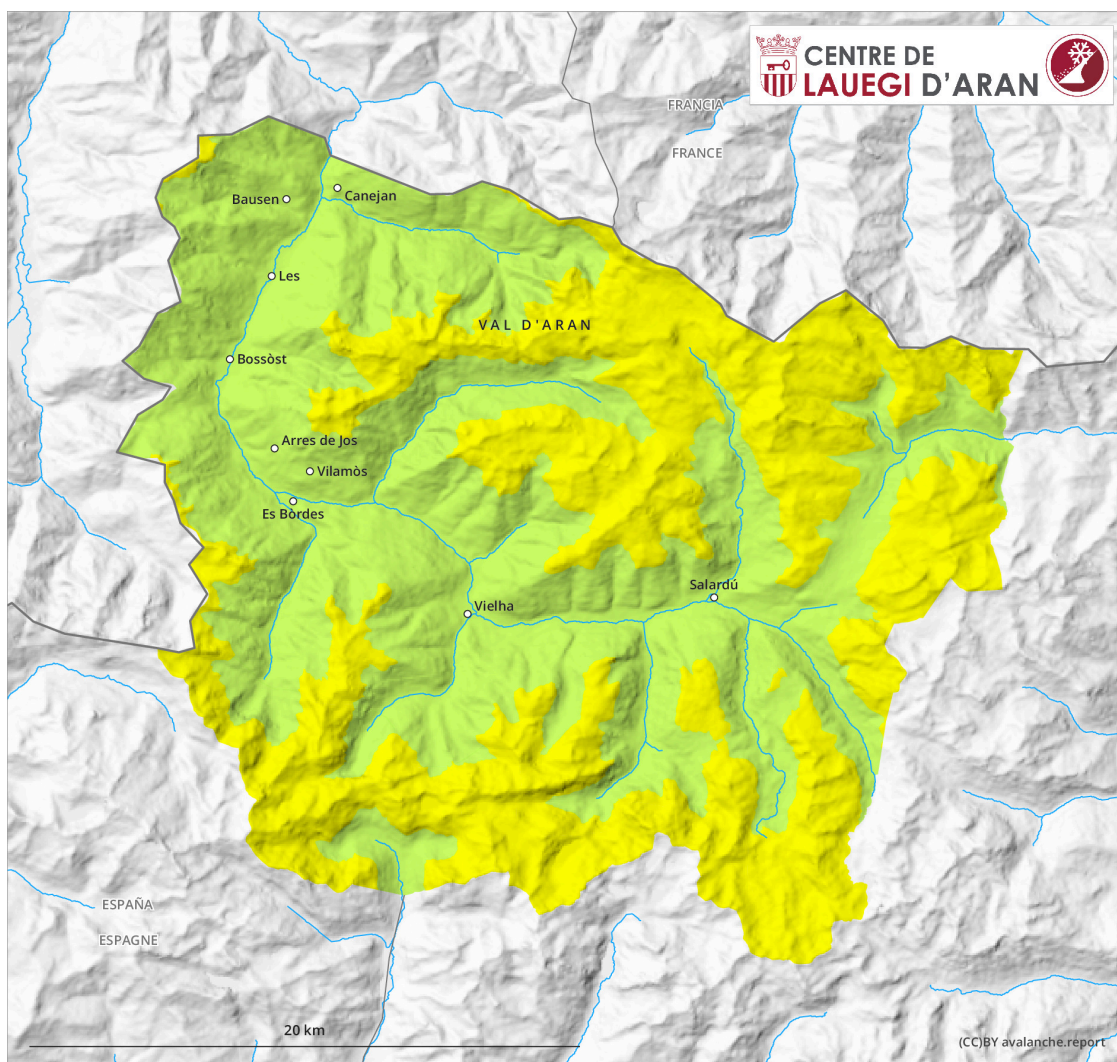 CENTRE DE
LAUEGI D'ARAN
FRANCIA
FRANCE
Bausen
Canejan
Les
VAL D'ARAN
Bossòst
Arres de Jos
Vilamòs
Es Bòrdes
Salardú
Vielha
ESPAÑA
ESPAGNE
20 km
(CC)BY avalanche.report